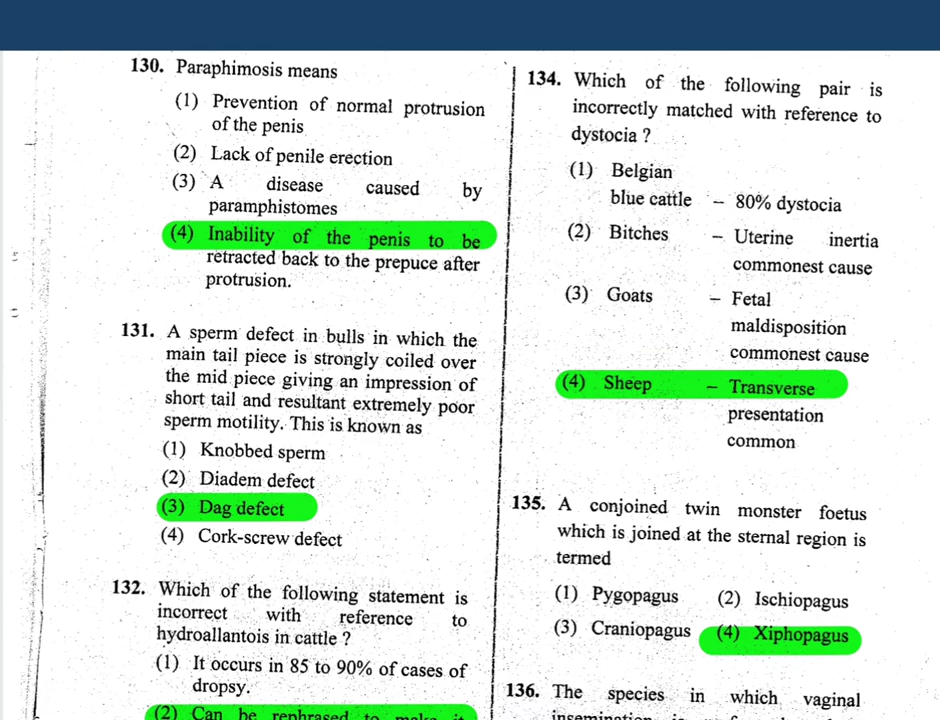 130. Paraphimosis means
(1) Prevention of normal protrusion
of the penis
(2) Lack of penile erection
(3) A disease caused by
paramphistomes
(4) Inability of the penis to be
retracted back to the prepuce after
protrusion.
131. A sperm defect in bulls in which the
main tail piece is strongly coiled over
the mid piece giving an impression of
short tail and resultant extremely poor
sperm motility. This is known as
(1) Knobbed sperm
(2) Diadem defect
(3) Dag defect
(4) Cork-screw defect
132. Which of the following statement is
incorrect with reference to
hydroallantois in cattle ?
(1) It occurs in 85 to 90% of cases of
dropsy.
(2) Can be rephrased to make it
134. Which of the following pair is
incorrectly matched with reference to
dystocia ?
(1) Belgian
blue cattle – 80% dystocia
(2) Bitches – Uterine inertia
commonest cause
(3) Goats – Fetal
maldisposition
commonest cause
(4) Sheep – Transverse
presentation
common
135. A conjoined twin monster foetus
which is joined at the sternal region is
termed
(1) Pygopagus (2) Ischiopagus
(3) Craniopagus (4) Xiphopagus
136. The species in which vaginal
insemination is